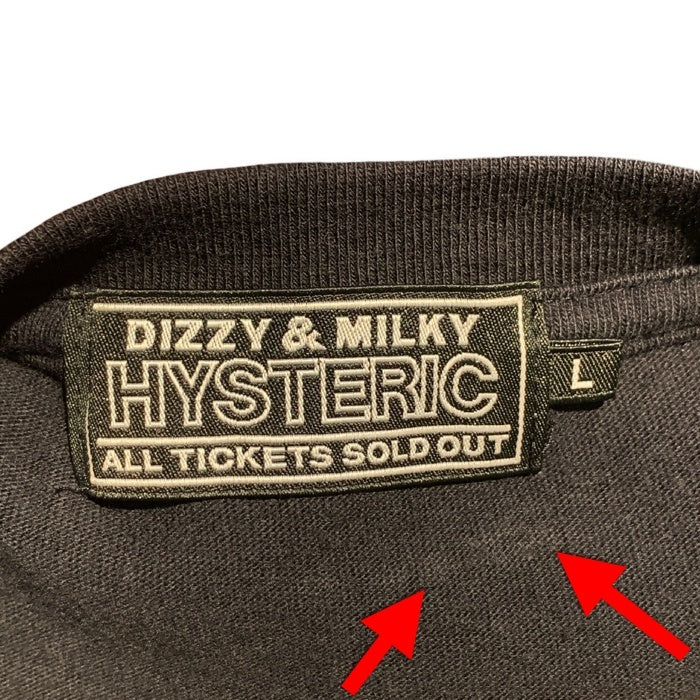 DIZZY & MILKY
HYSTERIC
ALL TICKETS SOLD OUT
L